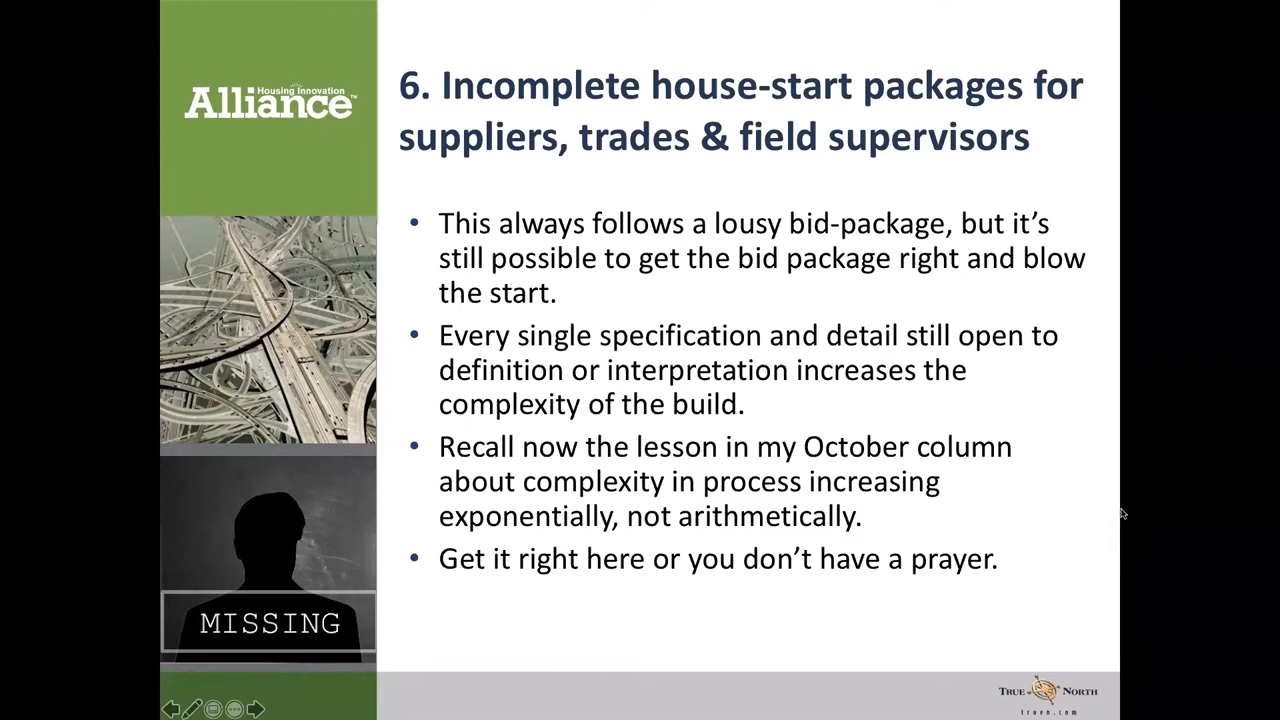 Housing Innovation
Alliance™
6. Incomplete house-start packages for
suppliers, trades & field supervisors
• This always follows a lousy bid-package, but it’s
still possible to get the bid package right and blow
the start.
• Every single specification and detail still open to
definition or interpretation increases the
complexity of the build.
• Recall now the lesson in my October column
about complexity in process increasing
exponentially, not arithmetically.
• Get it right here or you don’t have a prayer.
MISSING
TRUE NORTH
truen.com